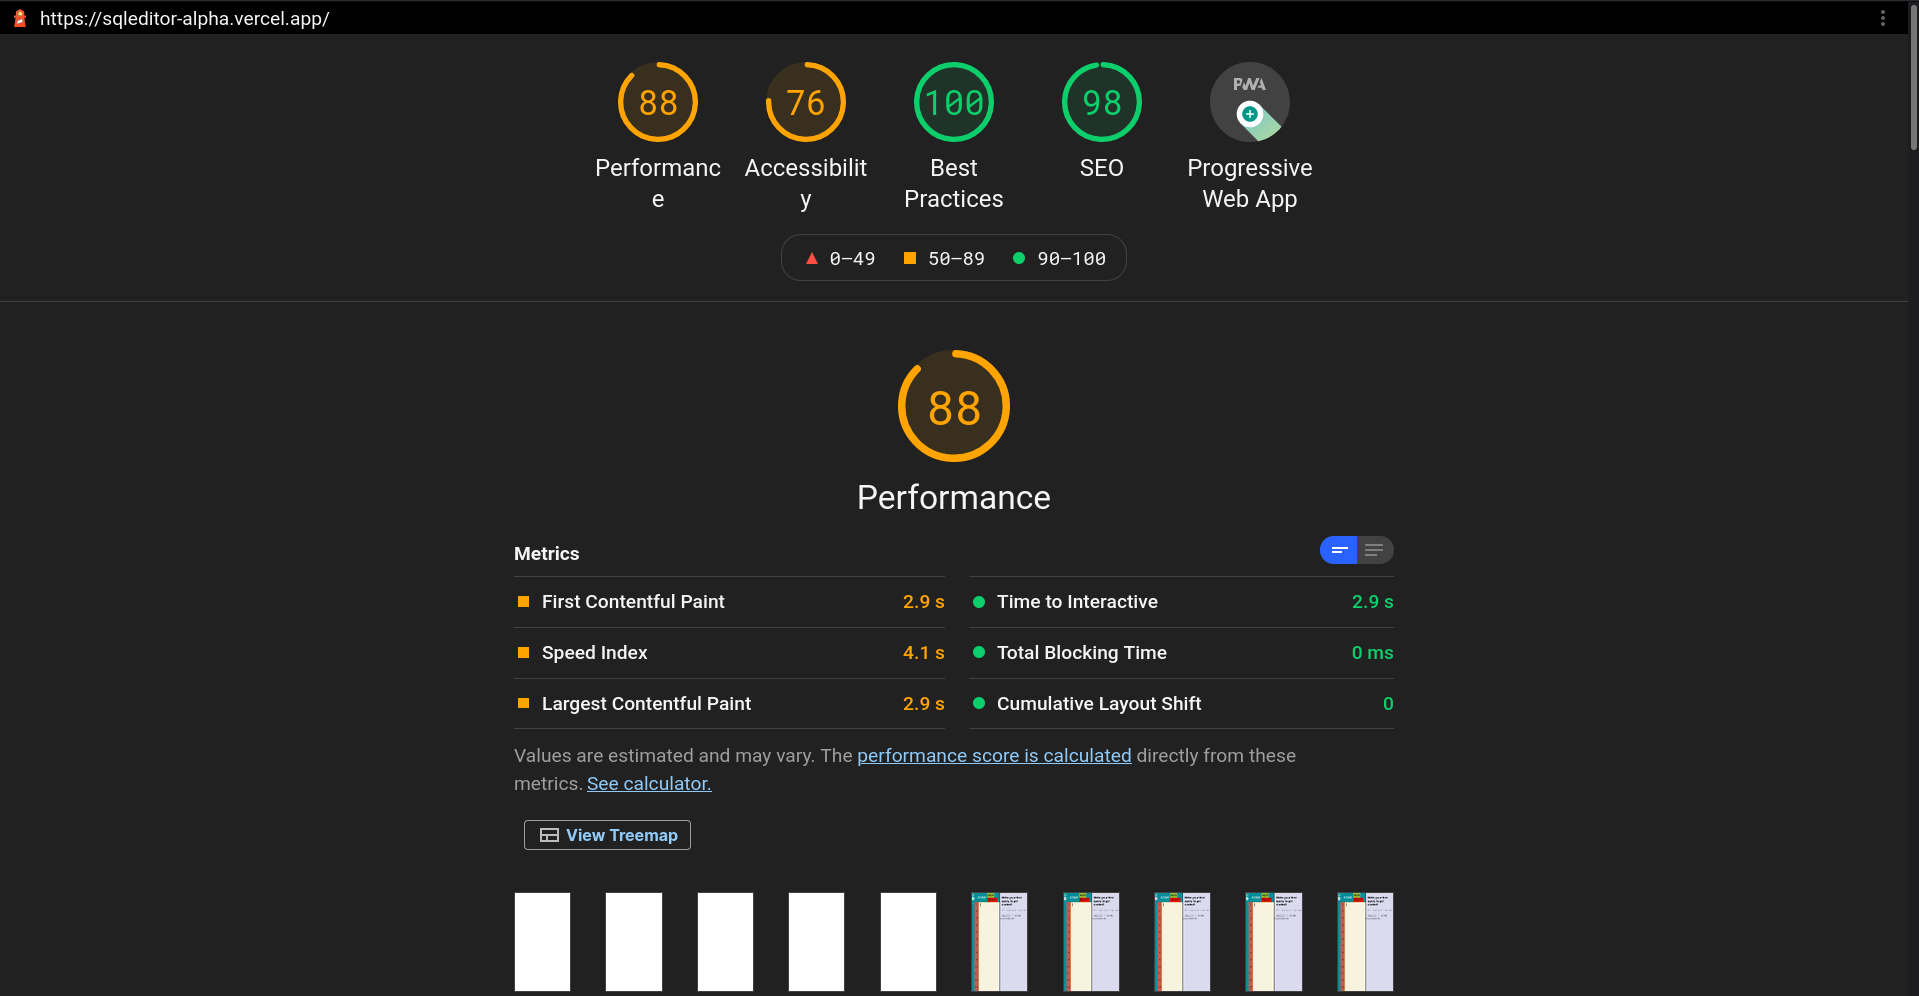 https://sqleditor-alpha.vercel.app/
88
76
100
98
PWA
Performanc
e
Accessibilit
y
Best
Practices
SEO
Progressive
Web App
0–49
50–89
90–100
88
Performance
Metrics
First Contentful Paint 2.9 s
Time to Interactive 2.9 s
Speed Index 4.1 s
Total Blocking Time 0 ms
Largest Contentful Paint 2.9 s
Cumulative Layout Shift 0
Values are estimated and may vary. The performance score is calculated directly from these
metrics. See calculator.
View Treemap